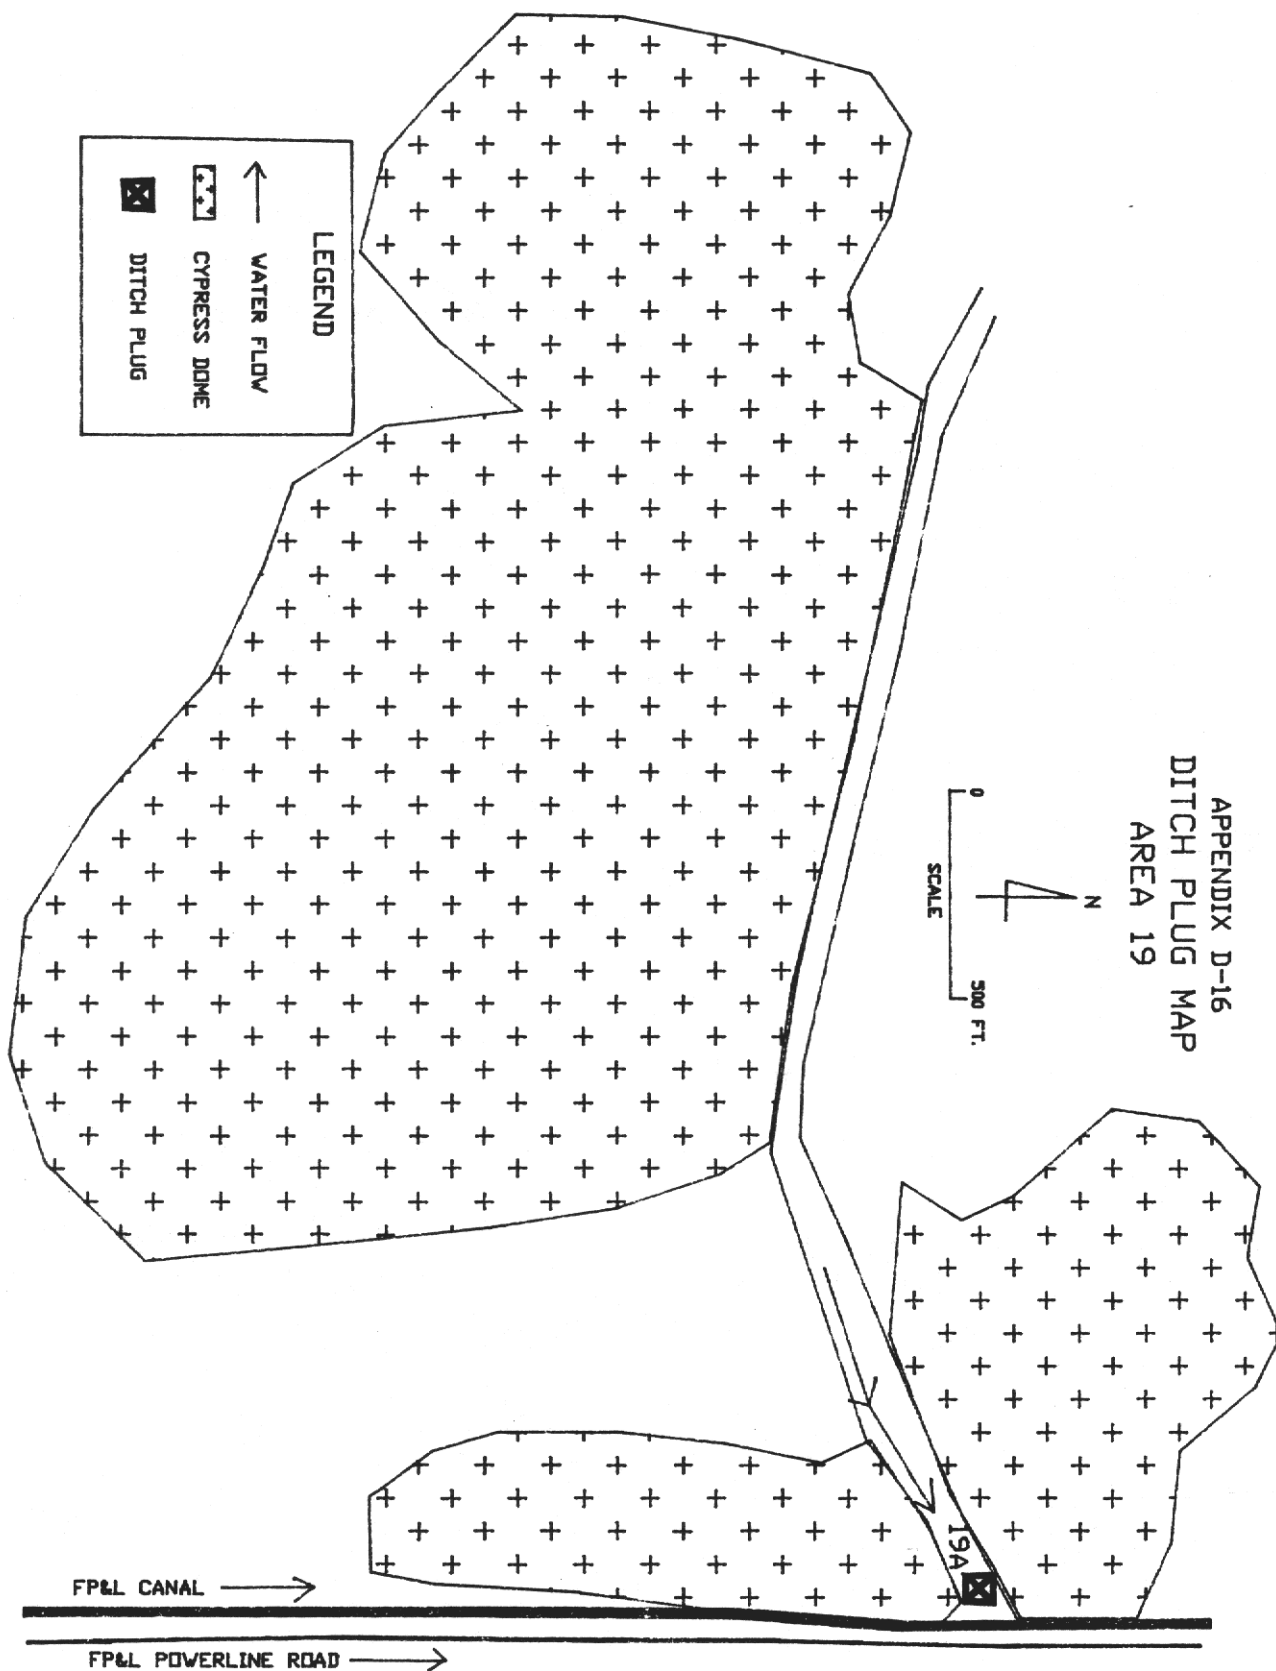 APPENDIX D-16
DITCH PLUG MAP
AREA 19
N
0
500 FT.
SCALE
LEGEND
WATER FLOW
CYPRESS DOME
DITCH PLUG
19A
FP&L CANAL
FP&L POWERLINE ROAD